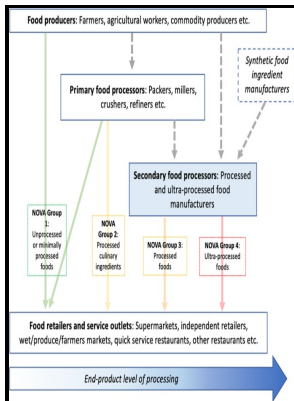 Food producers: Farmers, agricultural workers, commodity producers etc.
Synthetic food
ingredient
manufacturers
Primary food processors: Packers, millers,
crushers, refiners etc.
Secondary food processors: Processed
and ultra-processed food
manufacturers
NOVA Group
1:
Unprocessed
or minimally
processed
foods
NOVA
Group 2:
Processed
culinary
ingredients
NOVA Group 3:
Processed
foods
NOVA Group 4:
Ultra-processed
foods
Food retailers and service outlets: Supermarkets, independent retailers,
wet/produce/farmers markets, quick service restaurants, other restaurants etc.
End-product level of processing